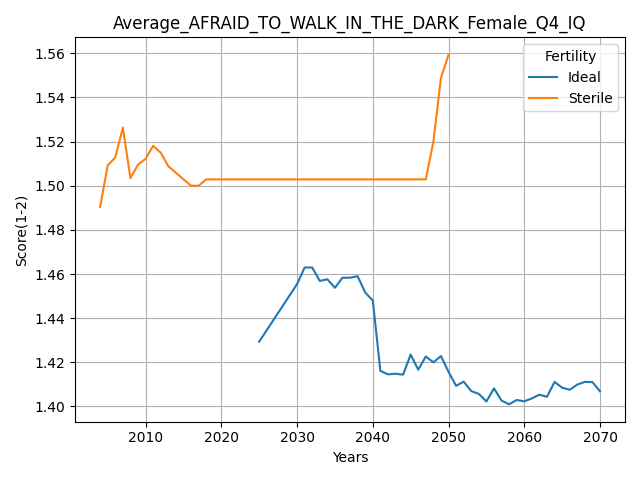 Average_AFRAID_TO_WALK_IN_THE_DARK_Female_Q4_IQ
Fertility
Ideal
Sterile
Score(1-2)
1.56
1.54
1.52
1.50
1.48
1.46
1.44
1.42
1.40
2010 2020 2030 2040 2050 2060 2070
Years